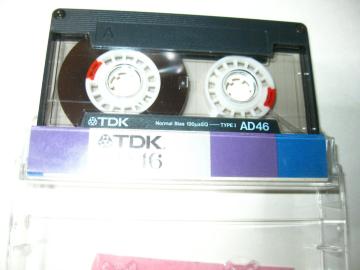 A
TDK Normal Bias 120µsEQ TYPE I AD46
TDK
46